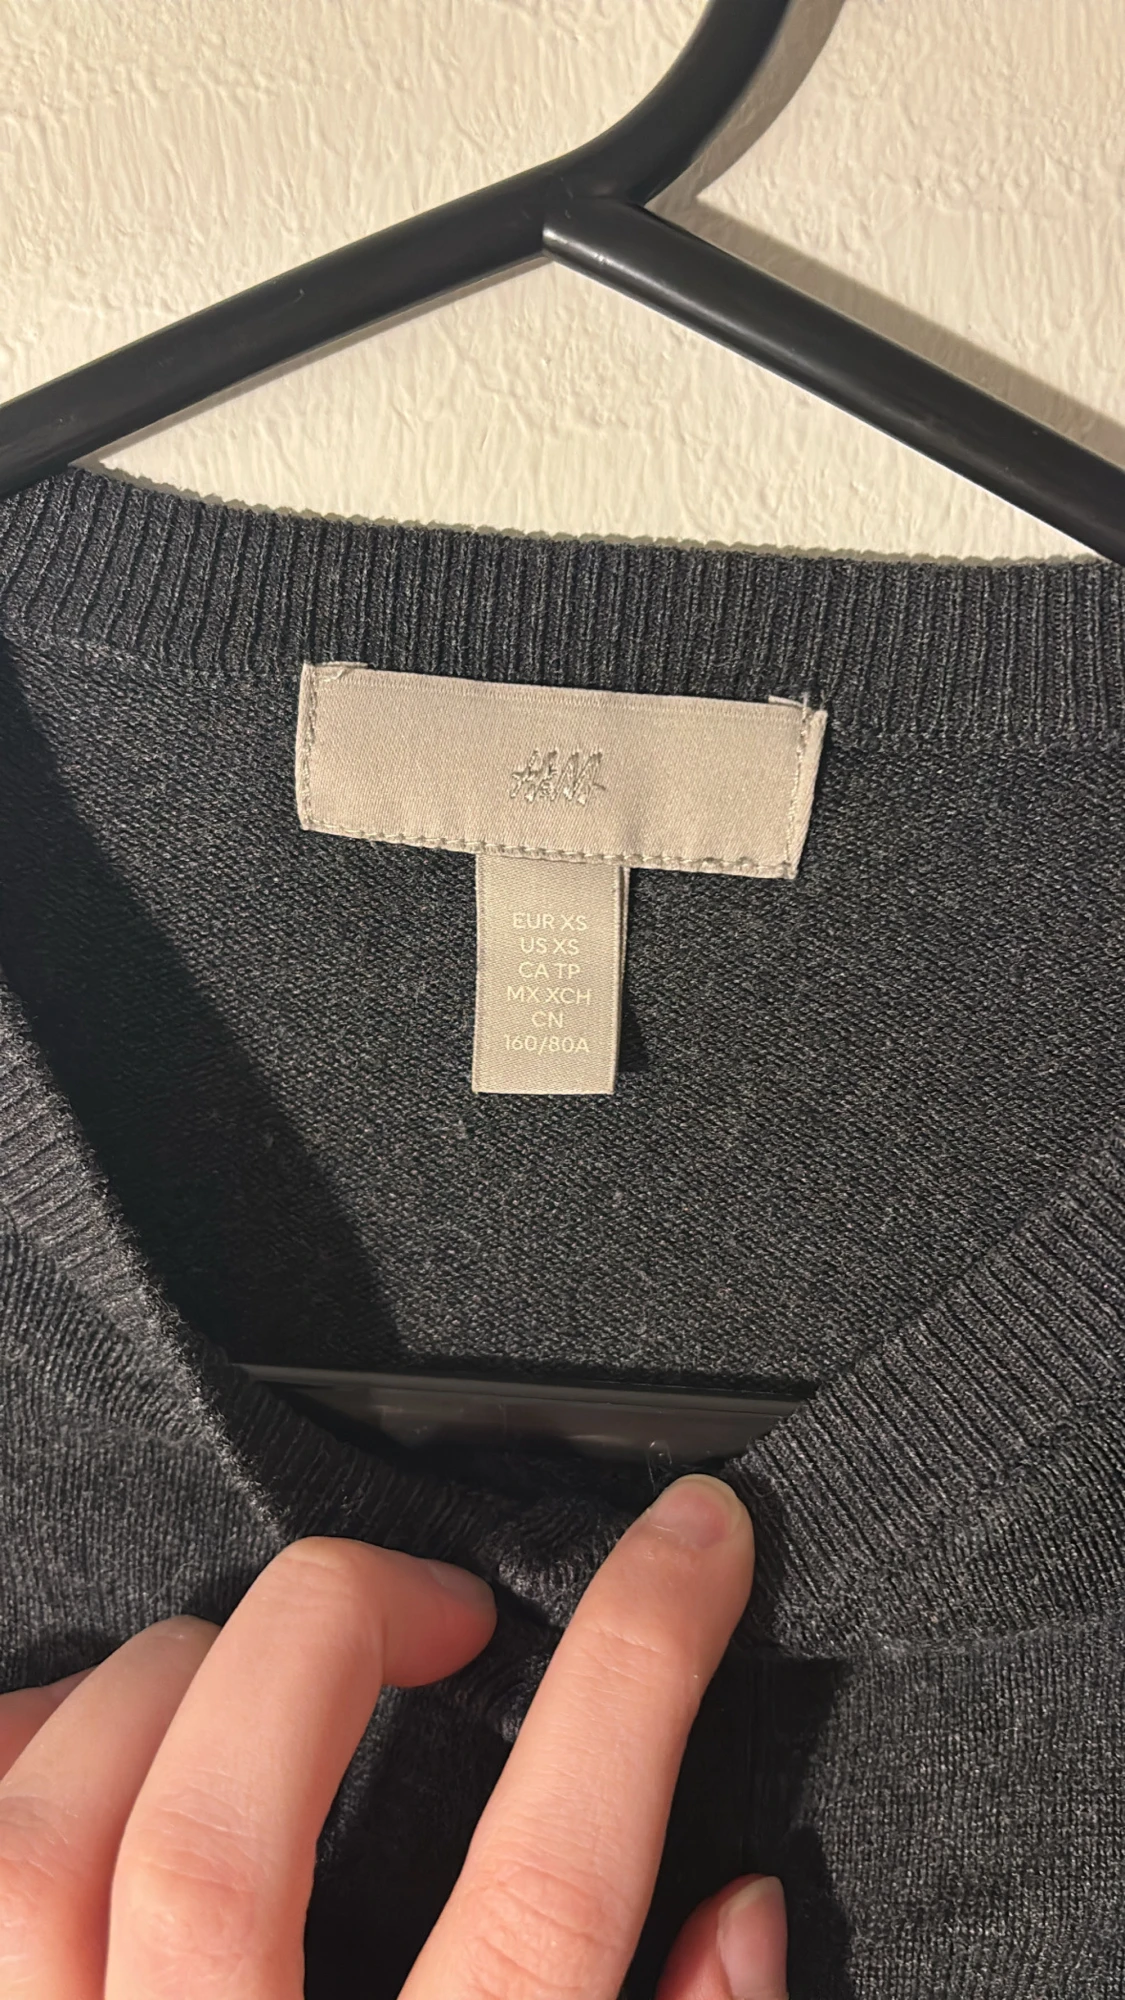 H&M
EUR XS
US XS
CA TP
MX XCH
CN
160/80A